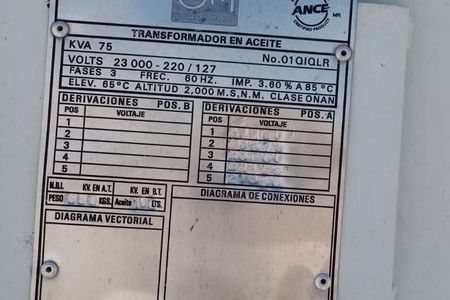 ANCE MR
CERTIFIED PRODUCT
TRANSFORMADOR EN ACEITE
KVA 75
VOLTS 23 000-220/127 No.01QIQLR
FASES 3 FREC. 60 HZ. IMP. 3.60 % A 85 °C
ELEV. 65°C ALTITUD 2,000 M.S.N.M. CLASE ONAN
DERIVACIONES POS. B
POS VOLTAJE
1
2
3
4
5
DERIVACIONES POS. A
POS VOLTAJE
1
2
3
4
5
N.B.I. KV. EN A.T. KV. EN B.T.
PESO KGS. Aceite LTS.
DIAGRAMA VECTORIAL
DIAGRAMA DE CONEXIONES